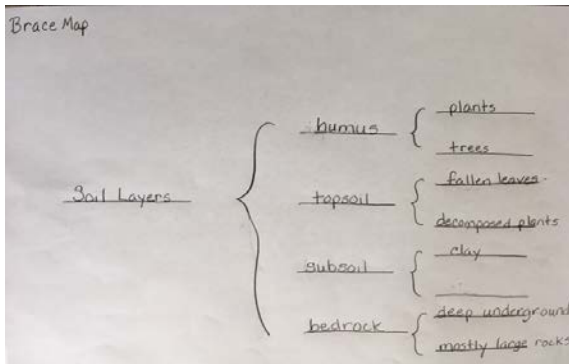 Brace Map
plants
humus
trees
Soil Layers
fallen leaves
topsoil
decomposed plants
clay
subsoil
deep underground
bedrock
mostly large rocks